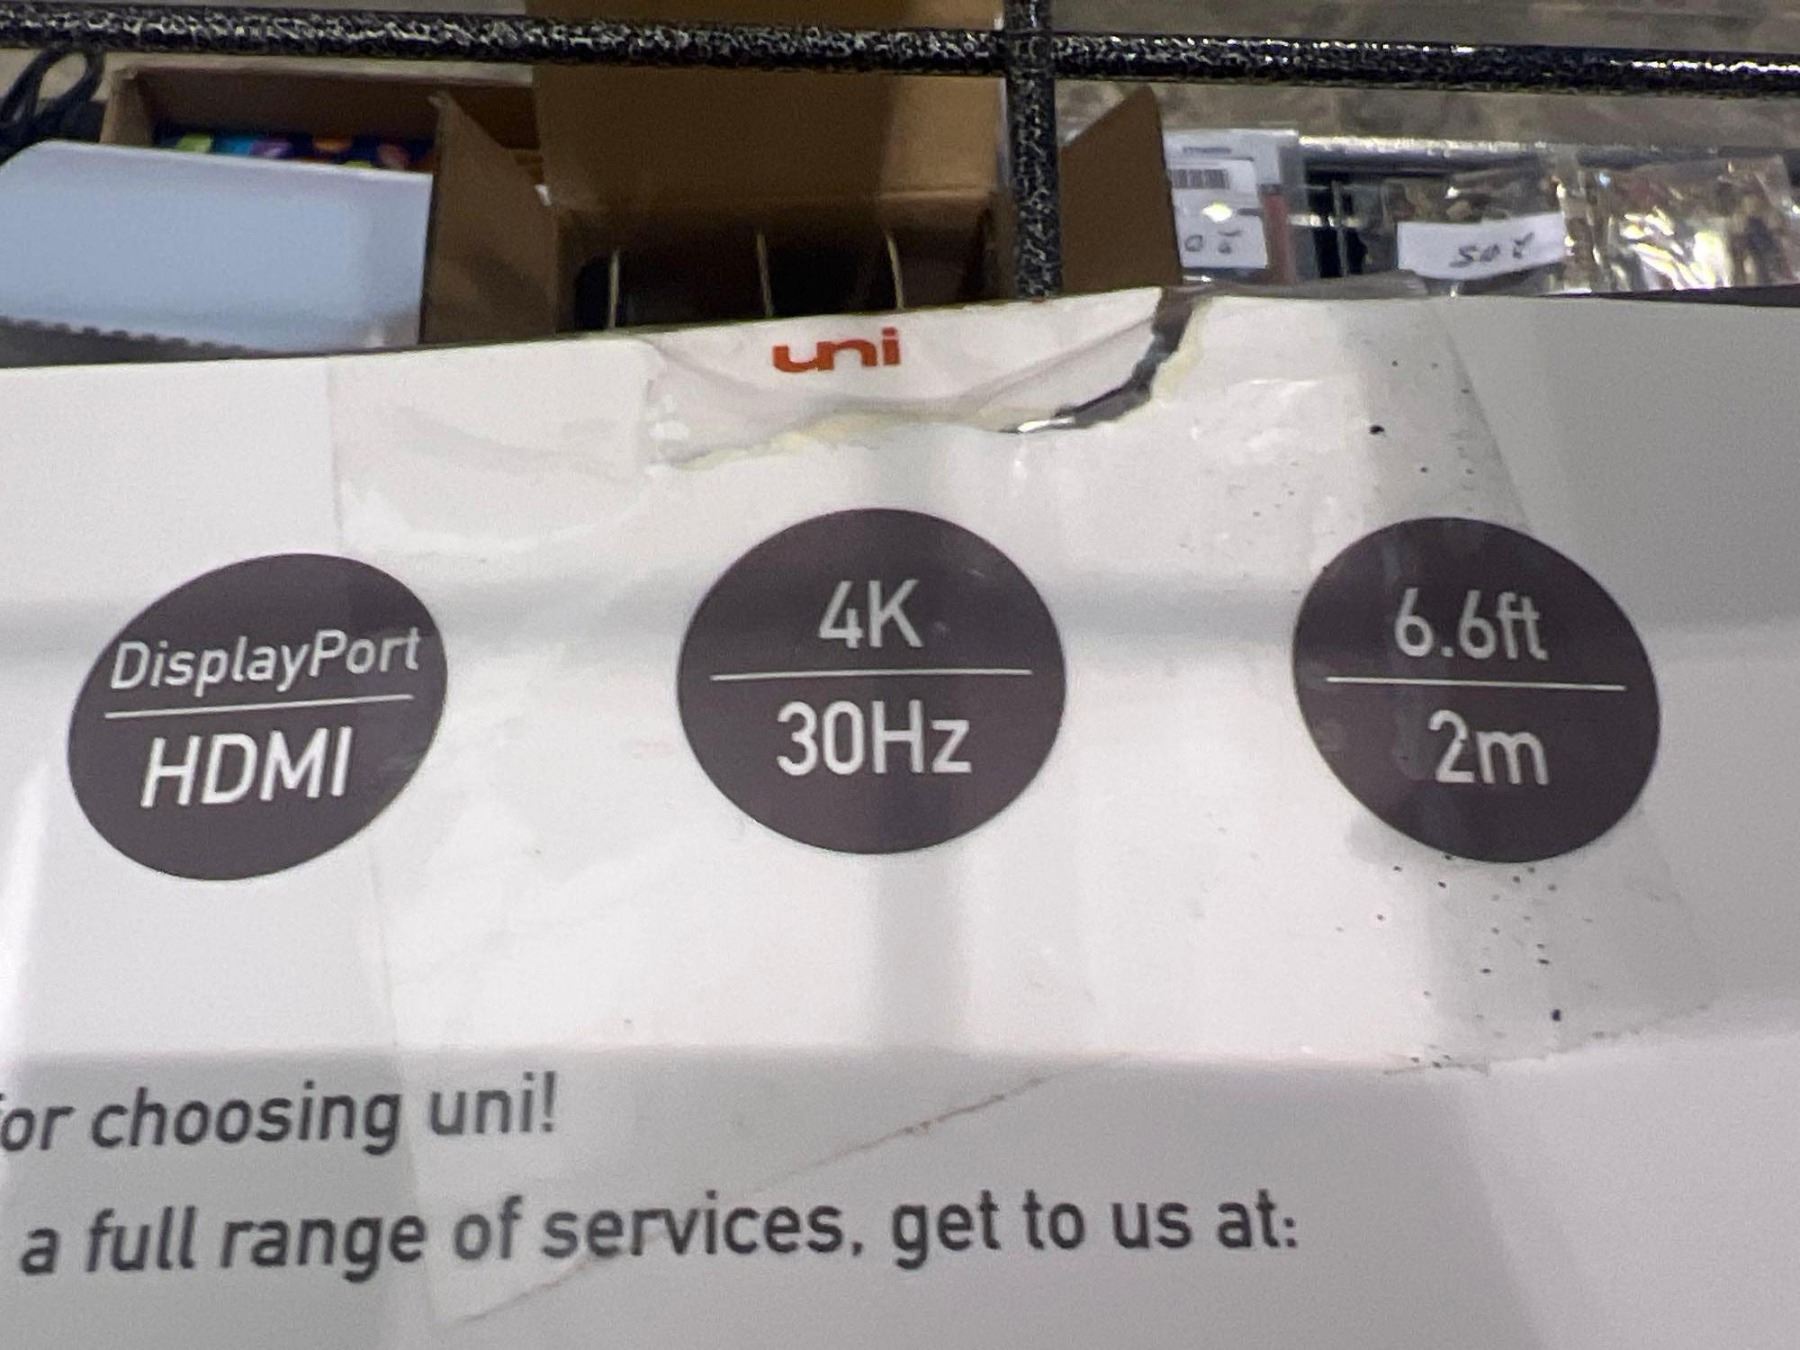 uni
DisplayPort
HDMI
4K
30Hz
6.6ft
2m
or choosing uni!
a full range of services, get to us at: